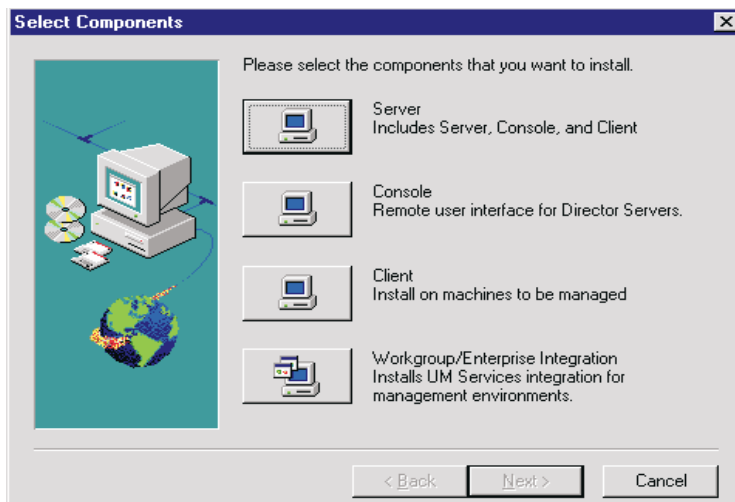 Select Components
Please select the components that you want to install.
Server
Includes Server, Console, and Client
Console
Remote user interface for Director Servers.
Client
Install on machines to be managed
Workgroup/Enterprise Integration
Installs UM Services integration for
management environments.
< Back
Next >
Cancel